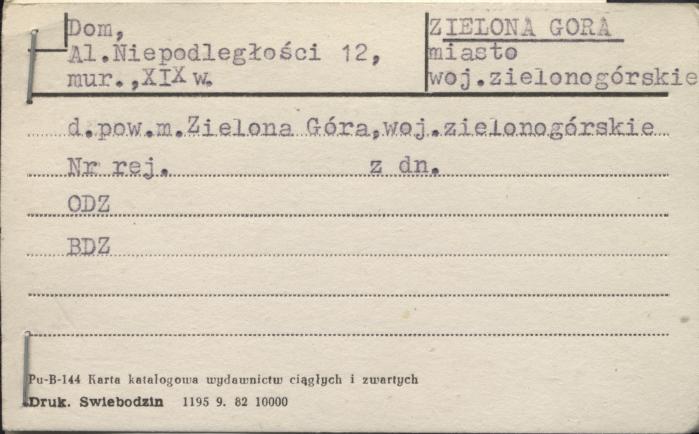 Dom,
Al.Niepodległości 12,
mur.,XIX w.
ZIELONA GORA
miasto
woj.zielonogórskie
d.pow.m.Zielona Góra,woj.zielonogórskie
Nr rej. z dn.
ODZ
BDZ
Pu-B-144 Karta katalogowa wydawnictw ciągłych i zwartych
Druk. Swiebodzin 1195 9. 82 10000